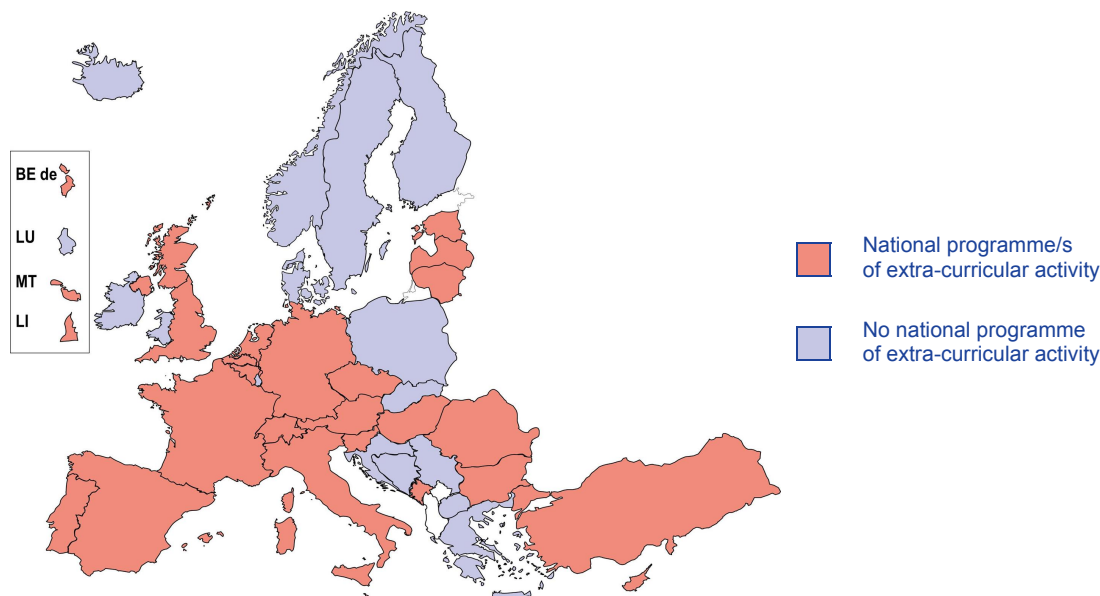 BE de
LU
MT
LI
National programme/s
of extra-curricular activity
No national programme
of extra-curricular activity